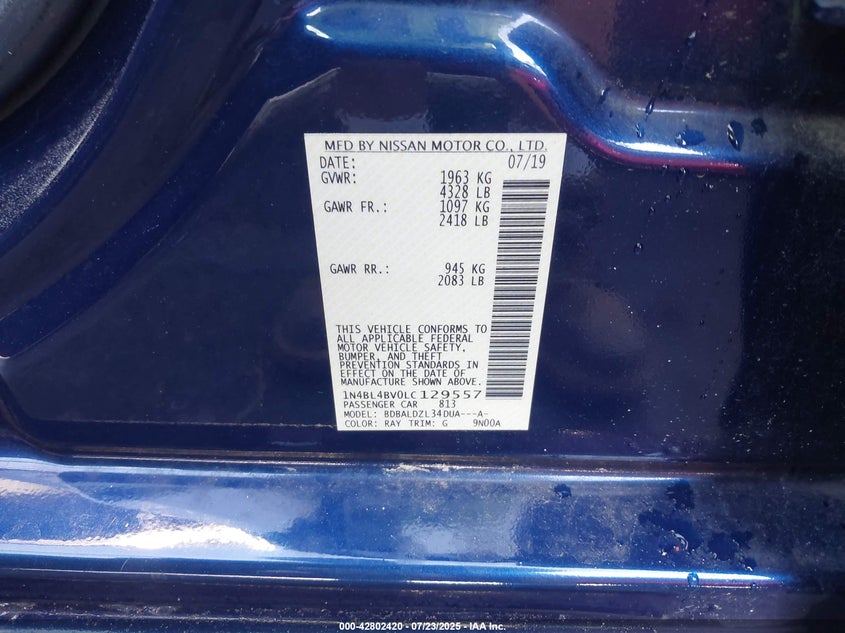 MFD BY NISSAN MOTOR CO., LTD.
DATE: 07/19
GVWR: 1963 KG
4328 LB
GAWR FR.: 1097 KG
2418 LB
GAWR RR.: 945 KG
2083 LB
THIS VEHICLE CONFORMS TO
ALL APPLICABLE FEDERAL
MOTOR VEHICLE SAFETY,
BUMPER, AND THEFT
PREVENTION STANDARDS IN
EFFECT ON THE DATE OF
MANUFACTURE SHOWN ABOVE.
1N4BL4BV0LC129557
PASSENGER CAR 813
MODEL: BDBALDZL34DUA---A-
COLOR: RAY TRIM: G 9N00A
000-42802420 - 07/23/2025 - IAA Inc.